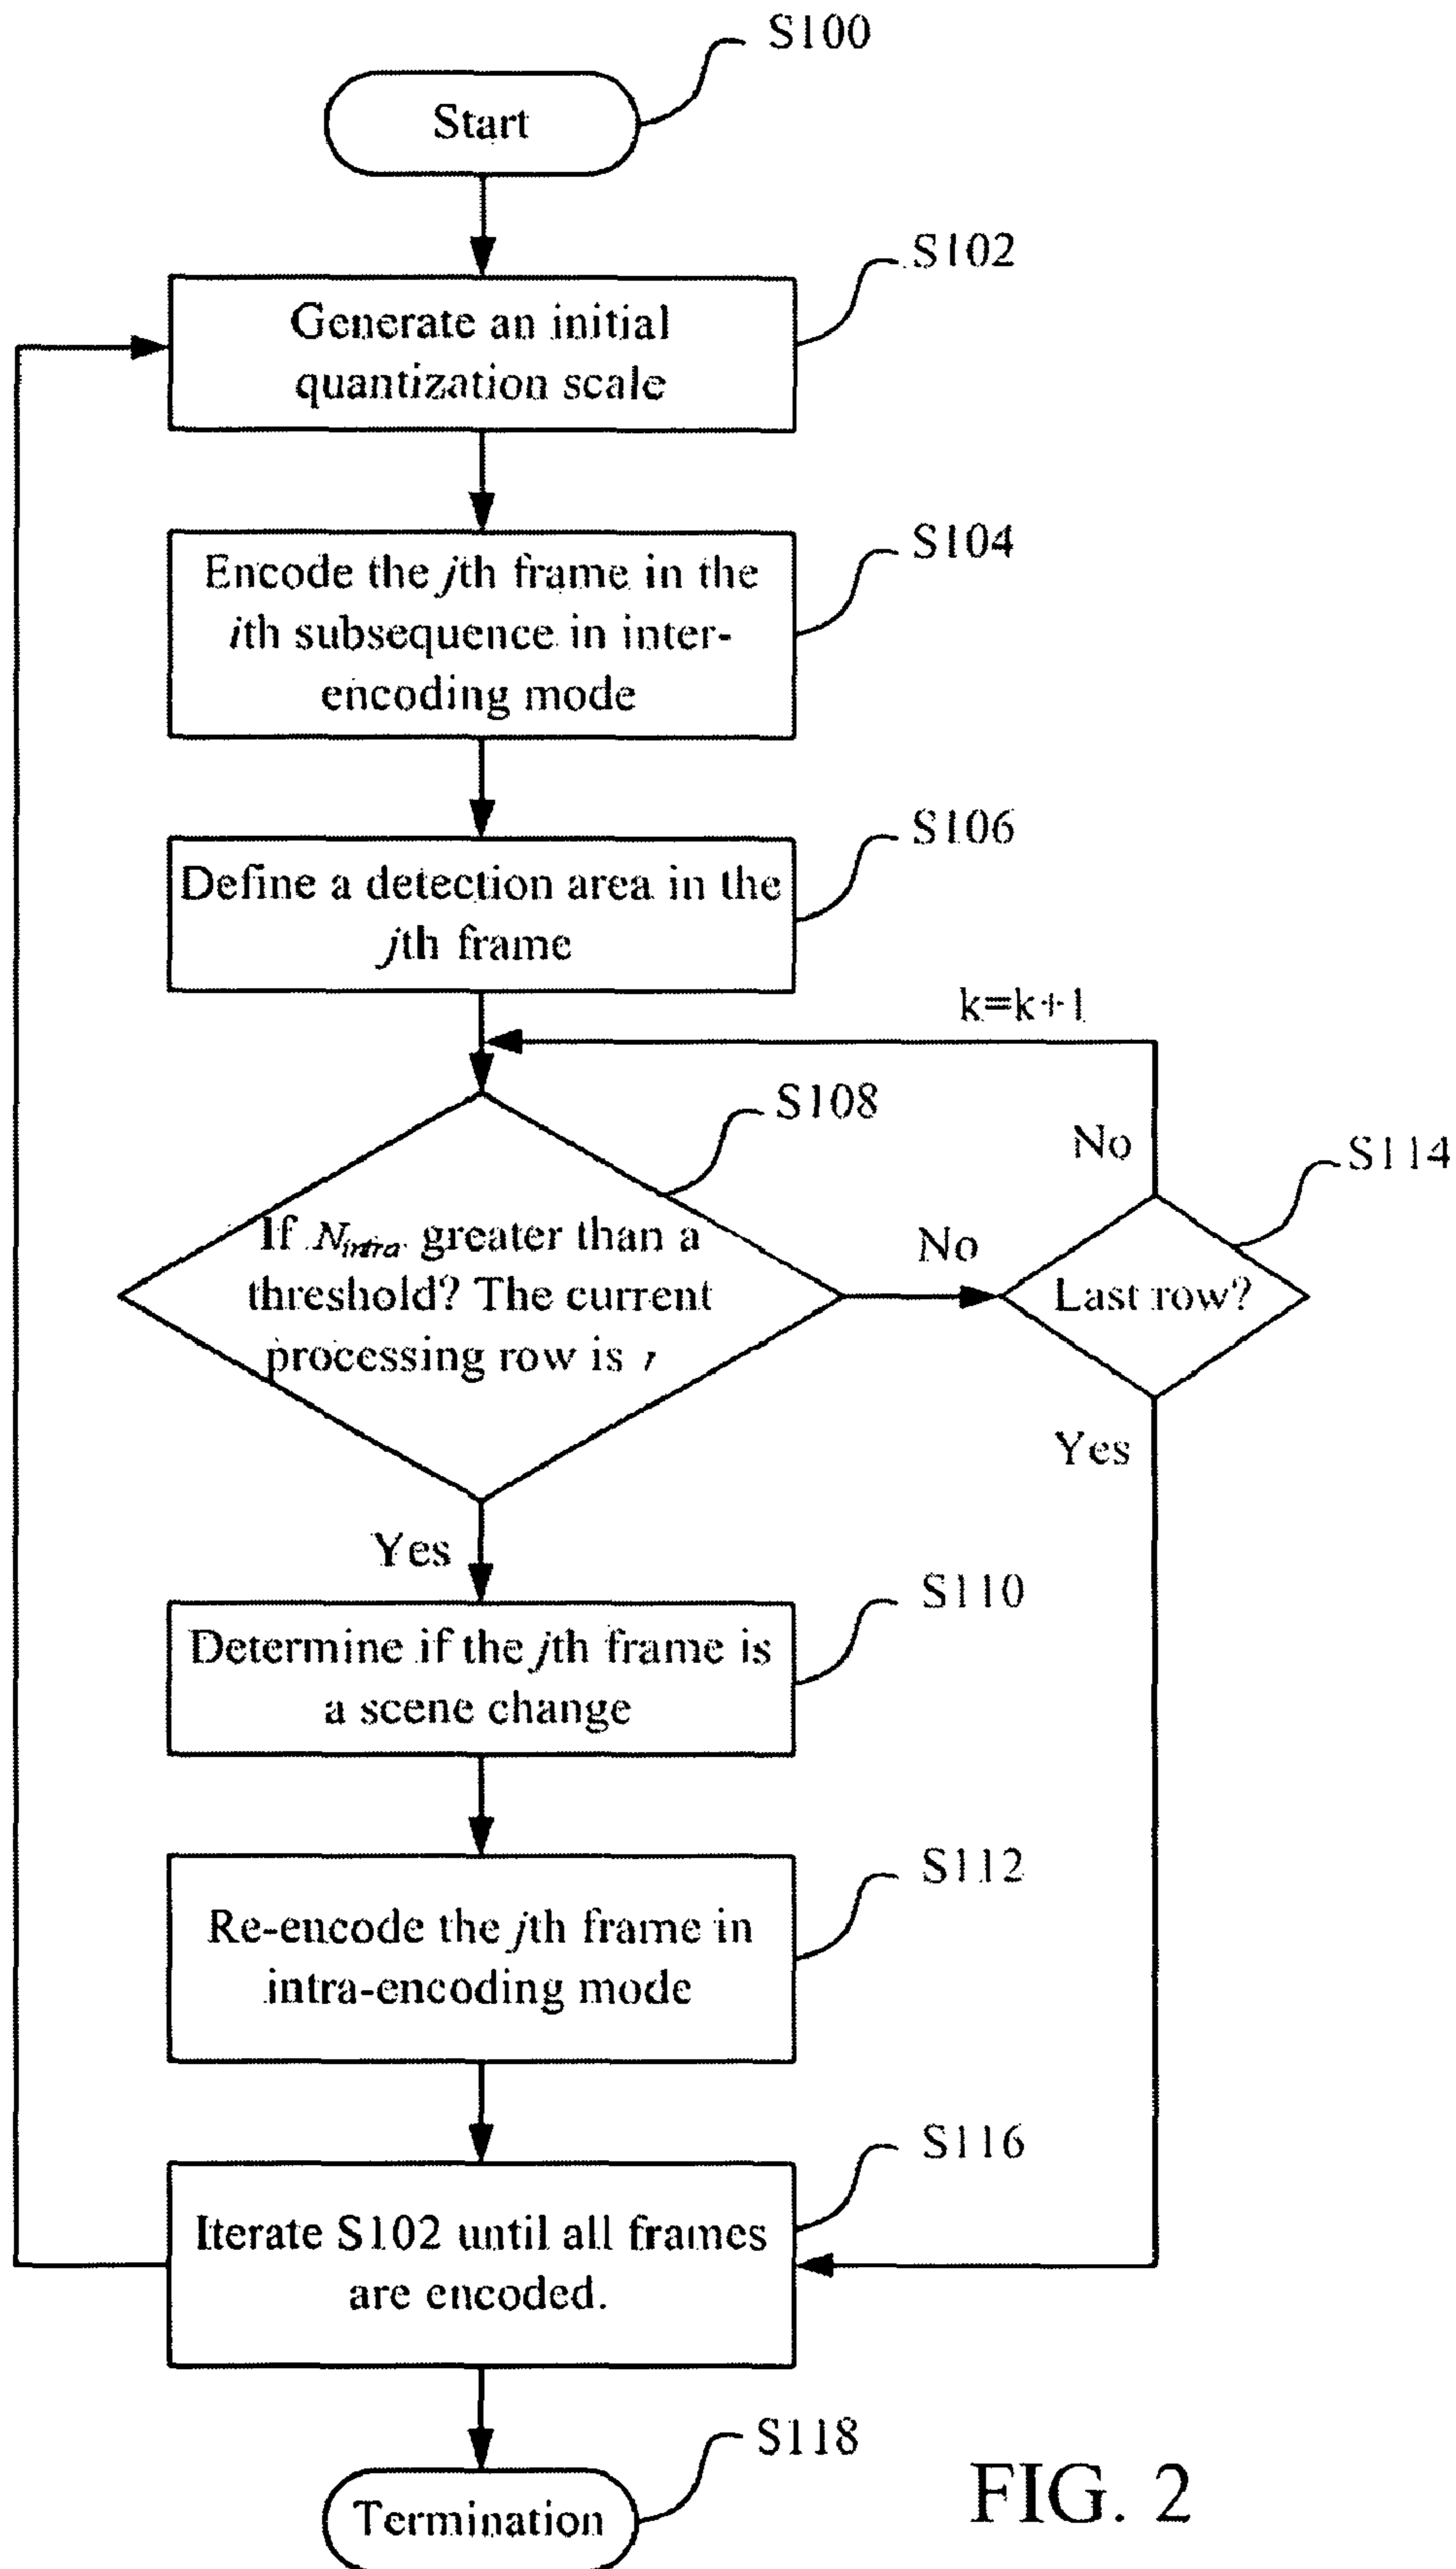 S100
Start
S102
Generate an initial
quantization scale
S104
Encode the jth frame in the
ith subsequence in inter-
encoding mode
S106
Define a detection area in the
jth frame
k=k+1
S108
No
S114
If Nintra greater than a
threshold? The current
processing row is r
No
Last row?
Yes
Yes
S110
Determine if the jth frame is
a scene change
S112
Re-encode the jth frame in
intra-encoding mode
S116
Iterate S102 until all frames
are encoded.
S118
Termination
FIG. 2